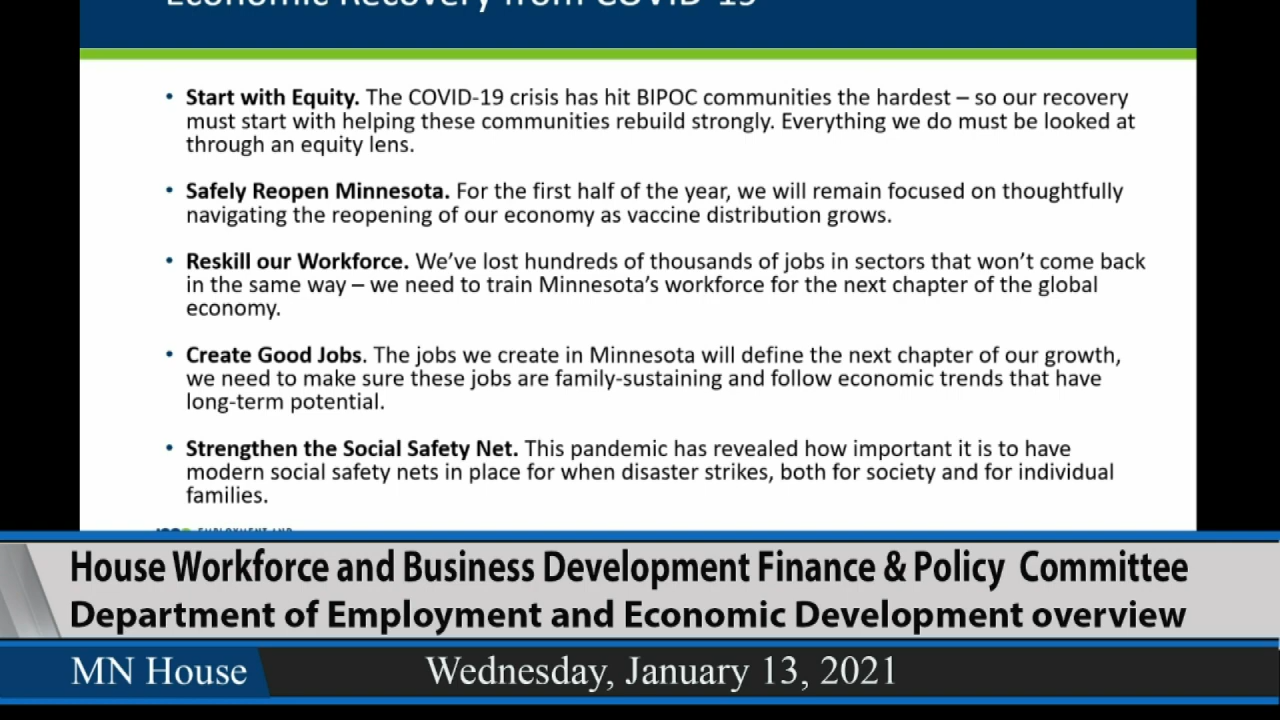 Economic Recovery from COVID-19
• Start with Equity. The COVID-19 crisis has hit BIPOC communities the hardest – so our recovery
must start with helping these communities rebuild strongly. Everything we do must be looked at
through an equity lens.
• Safely Reopen Minnesota. For the first half of the year, we will remain focused on thoughtfully
navigating the reopening of our economy as vaccine distribution grows.
• Reskill our Workforce. We’ve lost hundreds of thousands of jobs in sectors that won’t come back
in the same way – we need to train Minnesota’s workforce for the next chapter of the global
economy.
• Create Good Jobs. The jobs we create in Minnesota will define the next chapter of our growth,
we need to make sure these jobs are family-sustaining and follow economic trends that have
long-term potential.
• Strengthen the Social Safety Net. This pandemic has revealed how important it is to have
modern social safety nets in place for when disaster strikes, both for society and for individual
families.
EMPLOYMENT AND
House Workforce and Business Development Finance & Policy Committee
Department of Employment and Economic Development overview
MN House Wednesday, January 13, 2021